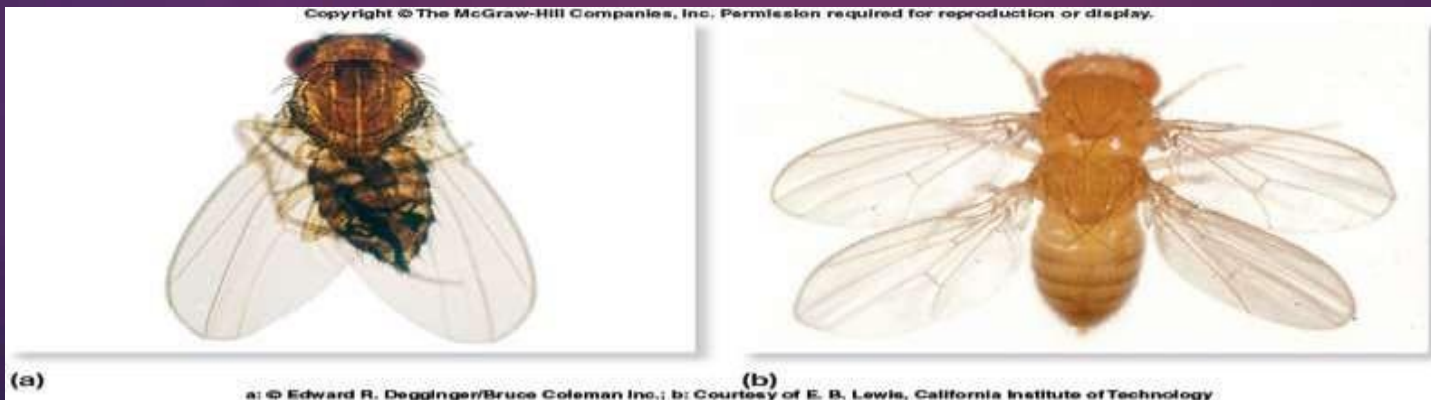 Copyright © The McGraw-Hill Companies, Inc. Permission required for reproduction or display.
(a)
(b)
a: © Edward R. Degginger/Bruce Coleman Inc.; b: Courtesy of E. B. Lewis, California Institute of Technology